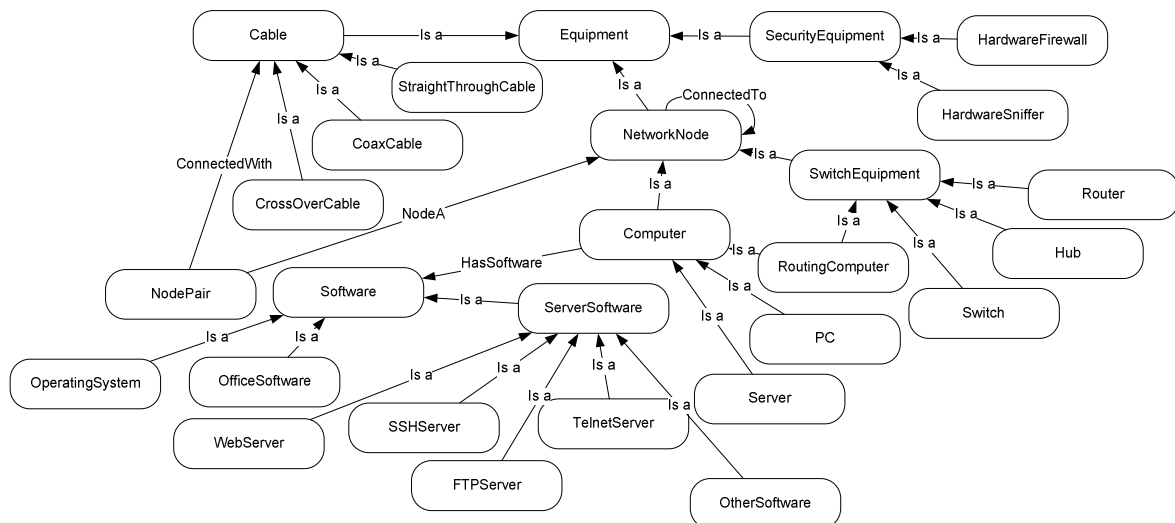 Cable
Is a
Equipment
Is a
SecurityEquipment
Is a
HardwareFirewall
Is a
StraightThroughCable
Is a
Is a
ConnectedTo
Is a
HardwareSniffer
Is a
CoaxCable
NetworkNode
ConnectedWith
Is a
SwitchEquipment
Is a
Router
CrossOverCable
Is a
NodeA
Computer
Is a
Is a
RoutingComputer
Is a
Hub
HasSoftware
NodePair
Software
Is a
ServerSoftware
Is a
Is a
Switch
PC
Is a
Is a
Is a
OperatingSystem
OfficeSoftware
Is a
Is a
Is a
Is a
Is a
Server
WebServer
SSHServer
TelnetServer
FTPServer
OtherSoftware